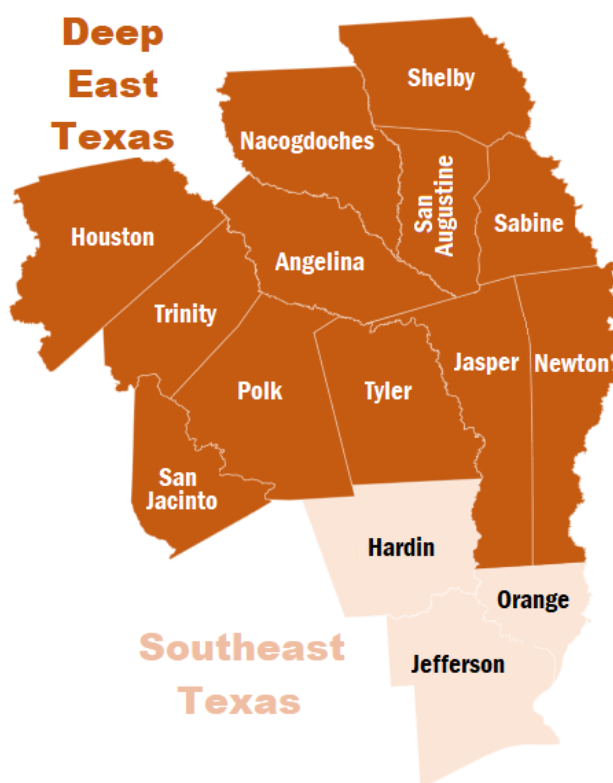 Deep
East
Texas
Shelby
Nacogdoches
San
Augustine
Sabine
Houston
Angelina
Trinity
Jasper
Newton
Polk
Tyler
San
Jacinto
Hardin
Orange
Southeast
Texas
Jefferson